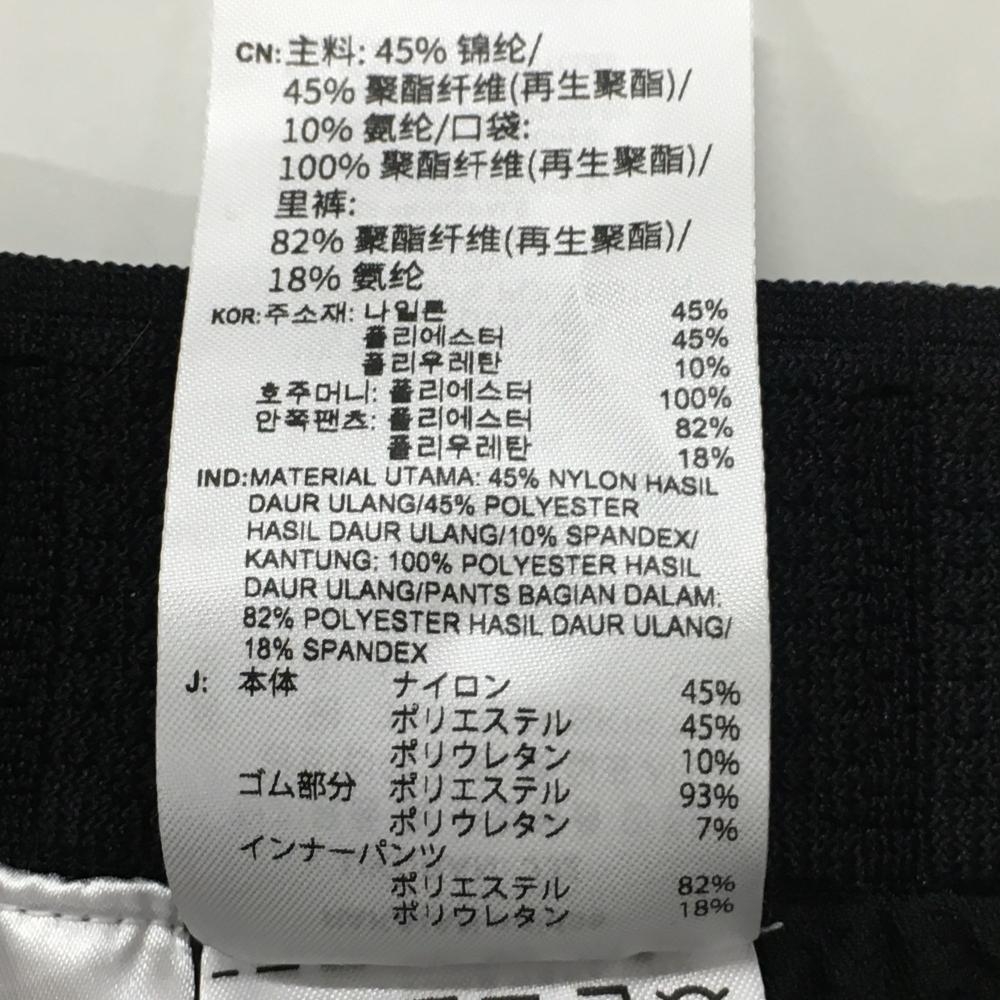 CN:主料: 45% 锦纶/
45% 聚酯纤维(再生聚酯)/
10% 氨纶/口袋:
100% 聚酯纤维(再生聚酯)/
里裤:
82% 聚酯纤维(再生聚酯)/
18% 氨纶
KOR:주소재: 나일론 45%
폴리에스터 45%
폴리우레탄 10%
호주머니: 폴리에스터 100%
안쪽팬츠: 폴리에스터 82%
폴리우레탄 18%
IND:MATERIAL UTAMA: 45% NYLON HASIL
DAUR ULANG/45% POLYESTER
HASIL DAUR ULANG/10% SPANDEX/
KANTUNG: 100% POLYESTER HASIL
DAUR ULANG/PANTS BAGIAN DALAM:
82% POLYESTER HASIL DAUR ULANG/
18% SPANDEX
J: 本体 ナイロン 45%
ポリエステル 45%
ポリウレタン 10%
ゴム部分 ポリエステル 93%
ポリウレタン 7%
インナーパンツ
ポリエステル 82%
ポリウレタン 18%